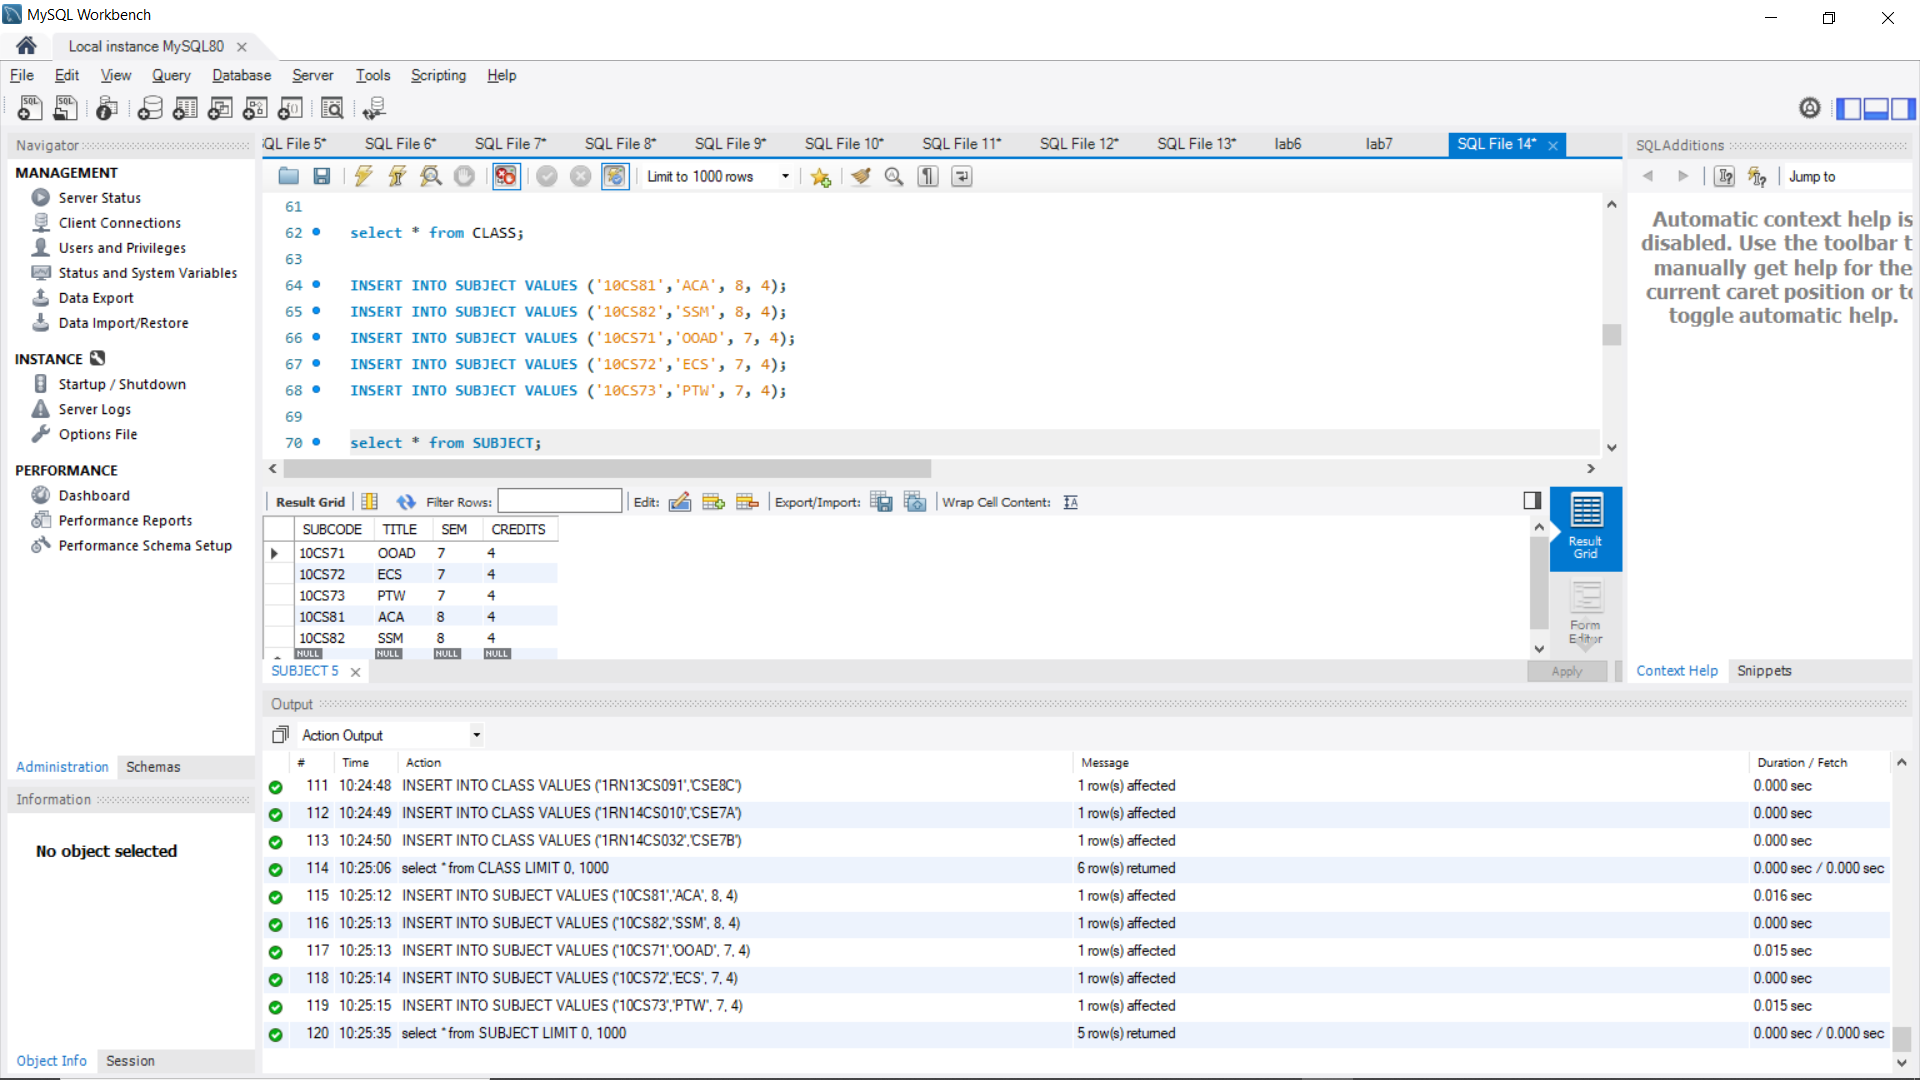 MySQL Workbench
Local instance MySQL80
File Edit View Query Database Server Tools Scripting Help
Navigator
MANAGEMENT
Server Status
Client Connections
Users and Privileges
Status and System Variables
Data Export
Data Import/Restore
INSTANCE
Startup / Shutdown
Server Logs
Options File
PERFORMANCE
Dashboard
Performance Reports
Performance Schema Setup
Administration Schemas
Information
No object selected
Object Info Session
QL File 5* SQL File 6* SQL File 7* SQL File 8* SQL File 9* SQL File 10* SQL File 11* SQL File 12* SQL File 13* lab6 lab7 SQL File 14*
Limit to 1000 rows
61
62 select * from CLASS;
63
64 INSERT INTO SUBJECT VALUES ('10CS81','ACA', 8, 4);
65 INSERT INTO SUBJECT VALUES ('10CS82','SSM', 8, 4);
66 INSERT INTO SUBJECT VALUES ('10CS71','OOAD', 7, 4);
67 INSERT INTO SUBJECT VALUES ('10CS72','ECS', 7, 4);
68 INSERT INTO SUBJECT VALUES ('10CS73','PTW', 7, 4);
69
70 select * from SUBJECT;
Result Grid Filter Rows: Edit: Export/Import: Wrap Cell Content:
SUBCODE TITLE SEM CREDITS
10CS71 OOAD 7 4
10CS72 ECS 7 4
10CS73 PTW 7 4
10CS81 ACA 8 4
10CS82 SSM 8 4
NULL NULL NULL NULL
Result
Grid
Form
Editor
SUBJECT 5
Apply
SQLAdditions
Jump to
Automatic context help is
disabled. Use the toolbar t
manually get help for the
current caret position or to
toggle automatic help.
Context Help Snippets
Output
Action Output
# Time Action Message Duration / Fetch
111 10:24:48 INSERT INTO CLASS VALUES ('1RN13CS091','CSE8C') 1 row(s) affected 0.000 sec
112 10:24:49 INSERT INTO CLASS VALUES ('1RN14CS010','CSE7A') 1 row(s) affected 0.000 sec
113 10:24:50 INSERT INTO CLASS VALUES ('1RN14CS032','CSE7B') 1 row(s) affected 0.000 sec
114 10:25:06 select * from CLASS LIMIT 0, 1000 6 row(s) returned 0.000 sec / 0.000 sec
115 10:25:12 INSERT INTO SUBJECT VALUES ('10CS81','ACA', 8, 4) 1 row(s) affected 0.016 sec
116 10:25:13 INSERT INTO SUBJECT VALUES ('10CS82','SSM', 8, 4) 1 row(s) affected 0.000 sec
117 10:25:13 INSERT INTO SUBJECT VALUES ('10CS71','OOAD', 7, 4) 1 row(s) affected 0.015 sec
118 10:25:14 INSERT INTO SUBJECT VALUES ('10CS72','ECS', 7, 4) 1 row(s) affected 0.000 sec
119 10:25:15 INSERT INTO SUBJECT VALUES ('10CS73','PTW', 7, 4) 1 row(s) affected 0.015 sec
120 10:25:35 select * from SUBJECT LIMIT 0, 1000 5 row(s) returned 0.000 sec / 0.000 sec